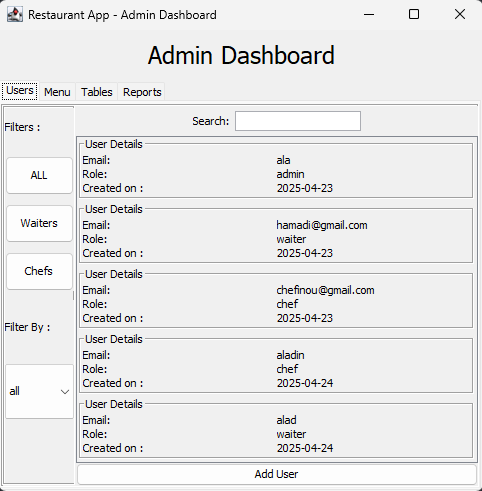 Restaurant App - Admin Dashboard
Admin Dashboard
Users Menu Tables Reports
Filters :
ALL
Waiters
Chefs
Filter By :
all
Search:
User Details
Email: ala
Role: admin
Created on : 2025-04-23
User Details
Email: hamadi@gmail.com
Role: waiter
Created on : 2025-04-23
User Details
Email: chefinou@gmail.com
Role: chef
Created on : 2025-04-23
User Details
Email: aladin
Role: chef
Created on : 2025-04-24
User Details
Email: alad
Role: waiter
Created on : 2025-04-24
Add User